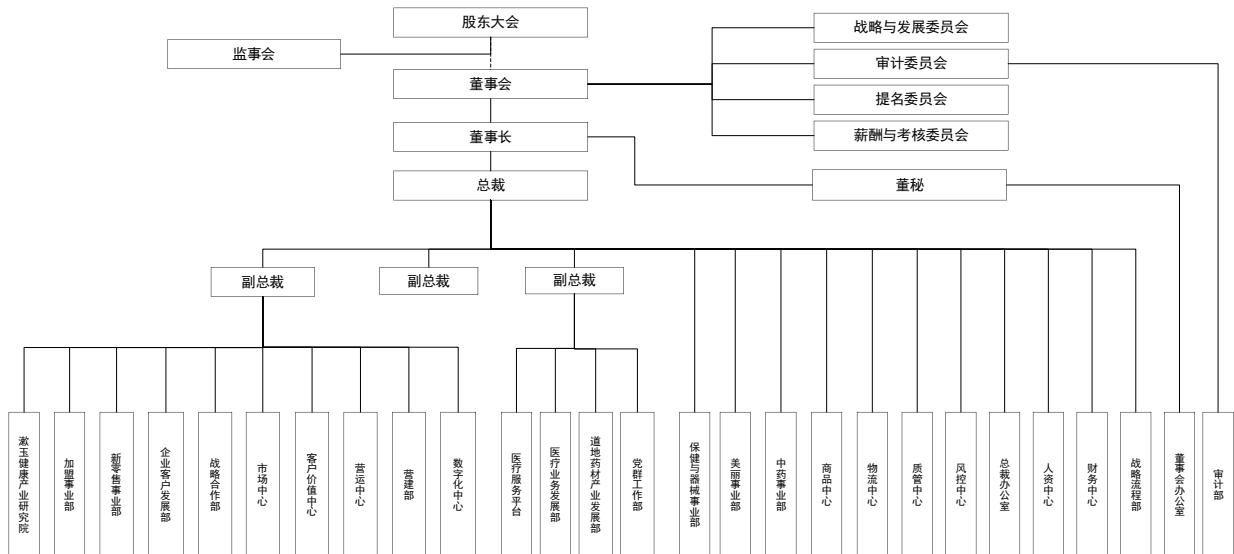 股东大会
监事会
董事会
董事长
总裁
战略与发展委员会
审计委员会
提名委员会
薪酬与考核委员会
董秘
副总裁
副总裁
副总裁
漱玉健康产业研究院
加盟事业部
新零售事业部
企业客户发展部
战略合作部
市场中心
客户价值中心
营运中心
营建部
数字化中心
医疗服务平台
医疗业务发展部
道地药材产业发展部
党群工作部
保健与器械事业部
美丽事业部
中药事业部
商品中心
物流中心
质管中心
风控中心
总裁办公室
人资中心
财务中心
战略流程部
董事会办公室
审计部